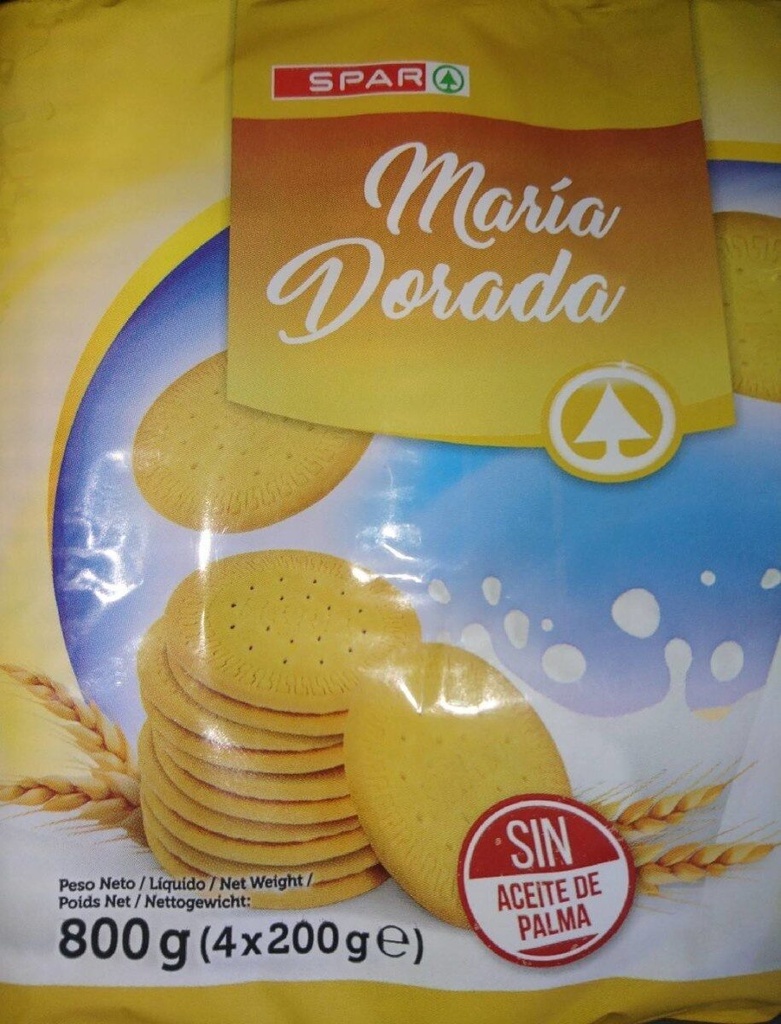 SPAR
María
Dorada
SIN
ACEITE DE
PALMA
Peso Neto / Líquido / Net Weight /
Poids Net / Nettogewicht:
800 g (4x200 g ℮)